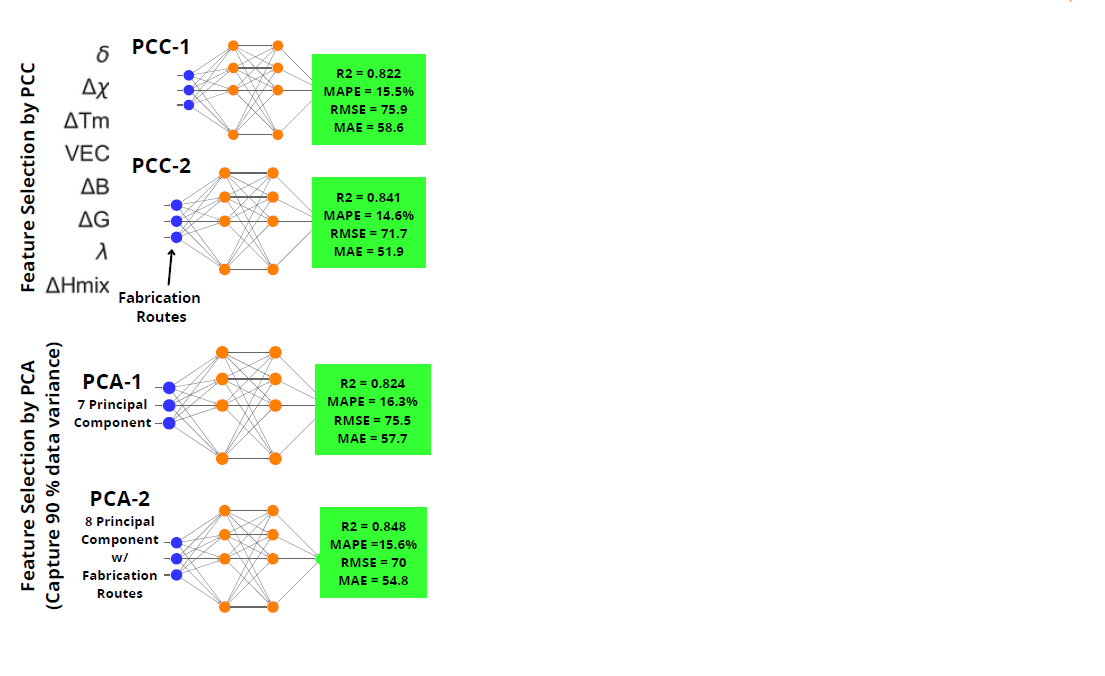 Feature Selection by PCC
δ
Δχ
ΔTm
VEC
ΔB
ΔG
λ
ΔHmix
PCC-1
R2 = 0.822
MAPE = 15.5%
RMSE = 75.9
MAE = 58.6
PCC-2
R2 = 0.841
MAPE = 14.6%
RMSE = 71.7
MAE = 51.9
Fabrication
Routes
Feature Selection by PCA
(Capture 90 % data variance)
PCA-1
7 Principal
Component
R2 = 0.824
MAPE = 16.3%
RMSE = 75.5
MAE = 57.7
PCA-2
8 Principal
Component
w/
Fabrication
Routes
R2 = 0.848
MAPE =15.6%
RMSE = 70
MAE = 54.8